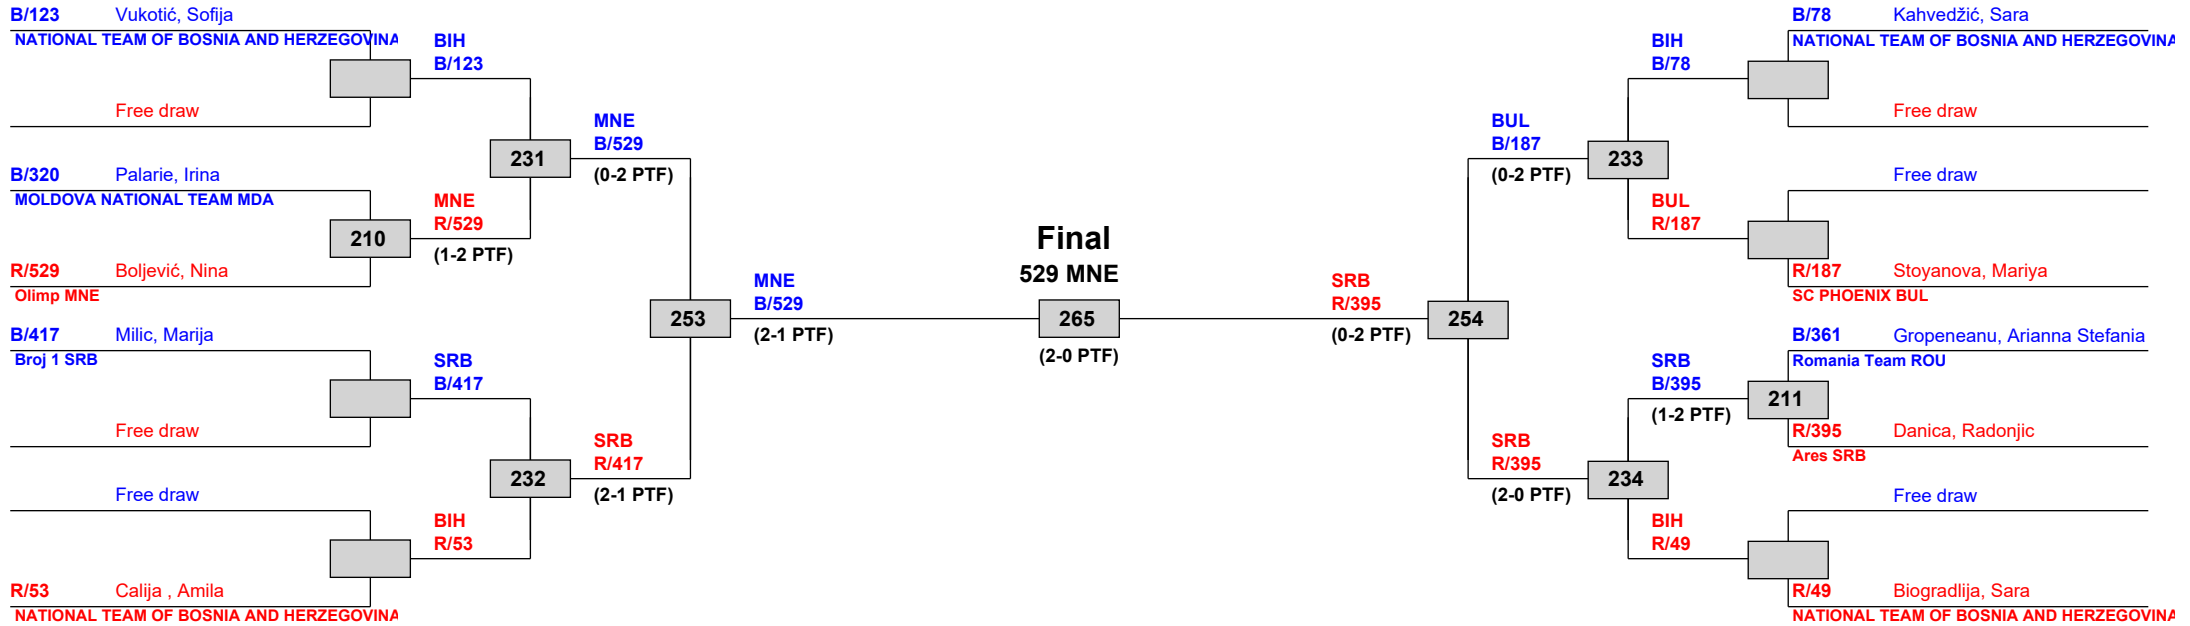 B/123 Vukotić, Sofija
NATIONAL TEAM OF BOSNIA AND HERZEGOVINA
Free draw
B/320 Palarie, Irina
MOLDOVA NATIONAL TEAM MDA
R/529 Boljević, Nina
Olimp MNE
B/417 Milic, Marija
Broj 1 SRB
Free draw
Free draw
R/53 Calija , Amila
NATIONAL TEAM OF BOSNIA AND HERZEGOVINA
210
BIH
B/123
MNE
R/529
(1-2 PTF)
SRB
B/417
BIH
R/53
231
232
MNE
B/529
(0-2 PTF)
SRB
R/417
(2-1 PTF)
253
MNE
B/529
(2-1 PTF)
Final
529 MNE
265
(2-0 PTF)
SRB
R/395
(0-2 PTF)
254
BUL
B/187
(0-2 PTF)
SRB
R/395
(2-0 PTF)
233
234
BIH
B/78
BUL
R/187
SRB
B/395
(1-2 PTF)
BIH
R/49
211
B/78 Kahvedžić, Sara
NATIONAL TEAM OF BOSNIA AND HERZEGOVINA
Free draw
Free draw
R/187 Stoyanova, Mariya
SC PHOENIX BUL
B/361 Gropeneanu, Arianna Stefania
Romania Team ROU
R/395 Danica, Radonjic
Ares SRB
Free draw
R/49 Biogradlija, Sara
NATIONAL TEAM OF BOSNIA AND HERZEGOVINA